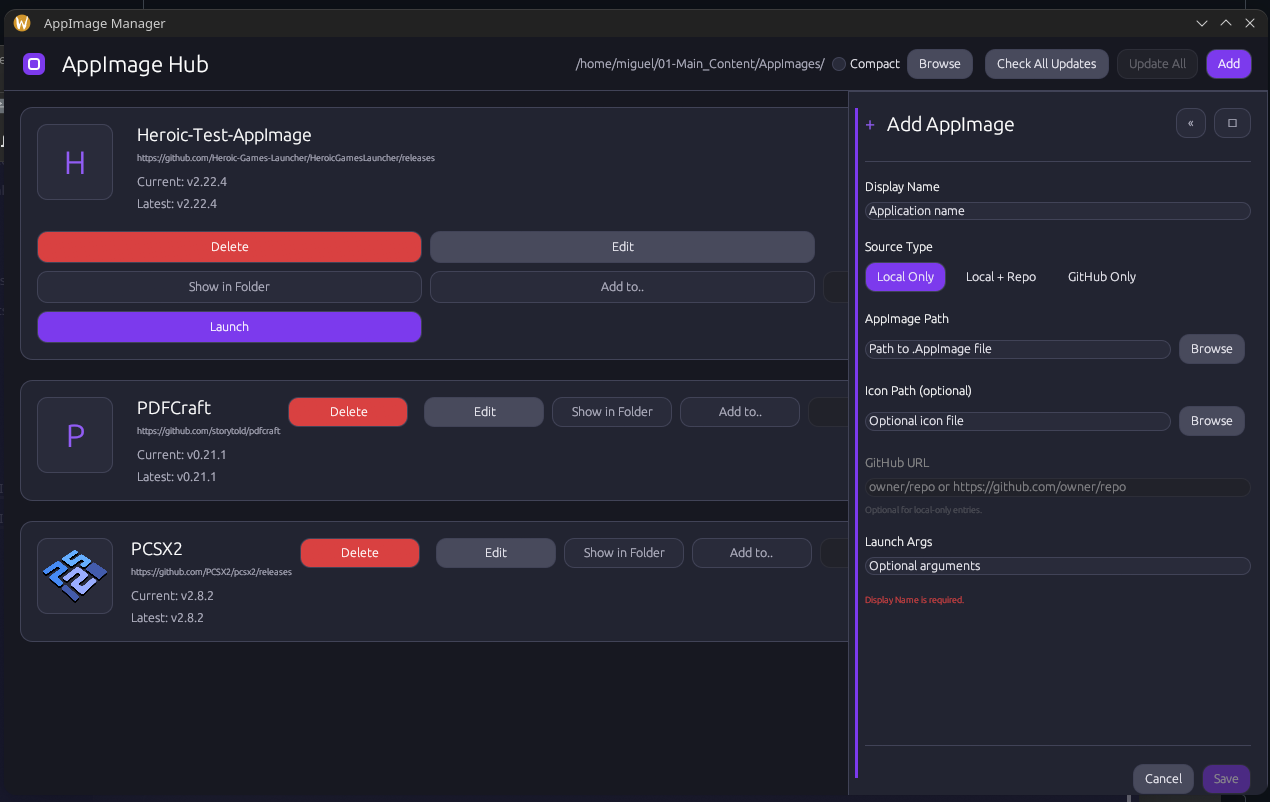 AppImage Manager
AppImage Hub
/home/miguel/01-Main_Content/AppImages/ Compact Browse Check All Updates Update All Add
H
Heroic-Test-AppImage
https://github.com/Heroic-Games-Launcher/HeroicGamesLauncher/releases
Current: v2.22.4
Latest: v2.22.4
Delete Edit
Show in Folder Add to..
Launch
P
PDFCraft Delete Edit Show in Folder Add to..
https://github.com/storytold/pdfcraft
Current: v0.21.1
Latest: v0.21.1
PCSX2 Delete Edit Show in Folder Add to..
https://github.com/PCSX2/pcsx2/releases
Current: v2.8.2
Latest: v2.8.2
+ Add AppImage «
Display Name
Application name
Source Type
Local Only Local + Repo GitHub Only
AppImage Path
Path to .AppImage file Browse
Icon Path (optional)
Optional icon file Browse
GitHub URL
owner/repo or https://github.com/owner/repo
Optional for local-only entries.
Launch Args
Optional arguments
Display Name is required.
Cancel Save